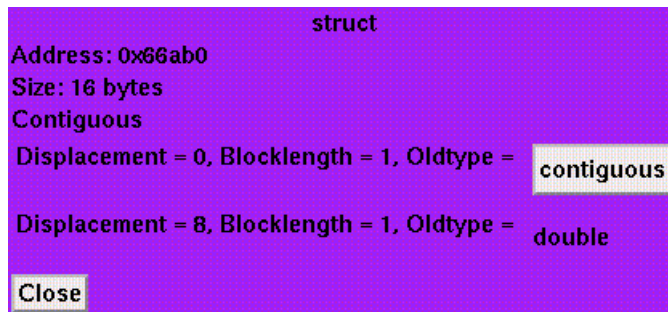 struct
Address: 0x66ab0
Size: 16 bytes
Contiguous
Displacement = 0, Blocklength = 1, Oldtype = contiguous
Displacement = 8, Blocklength = 1, Oldtype = double
Close